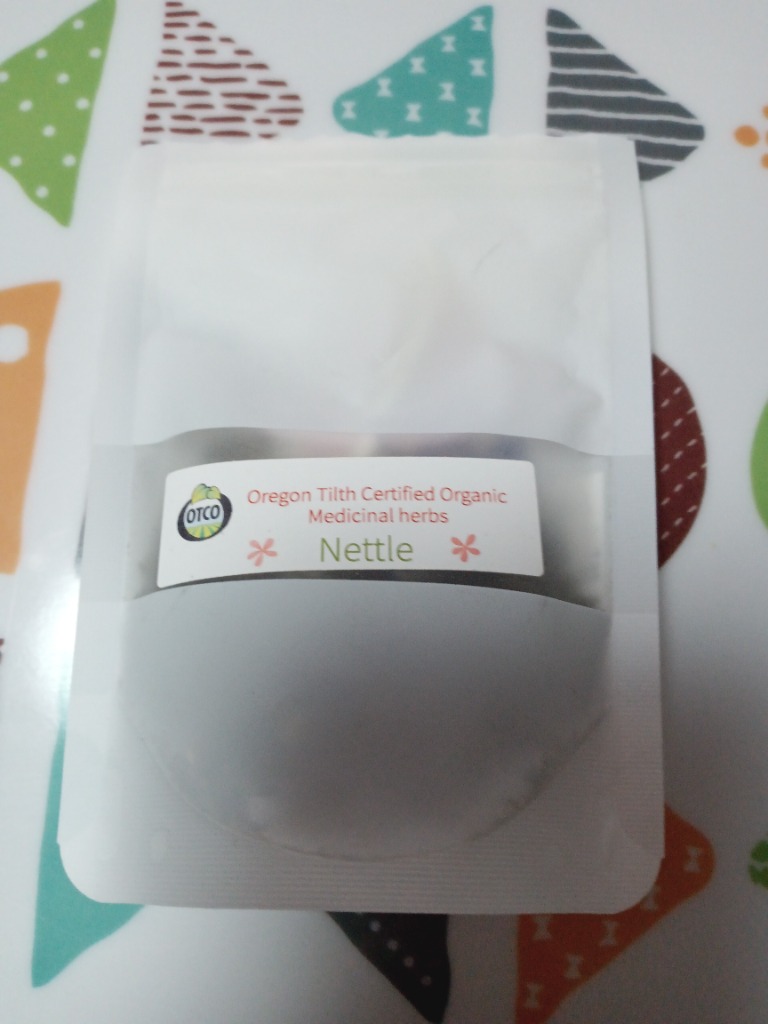 OTCO
Oregon Tilth Certified Organic
Medicinal herbs
Nettle